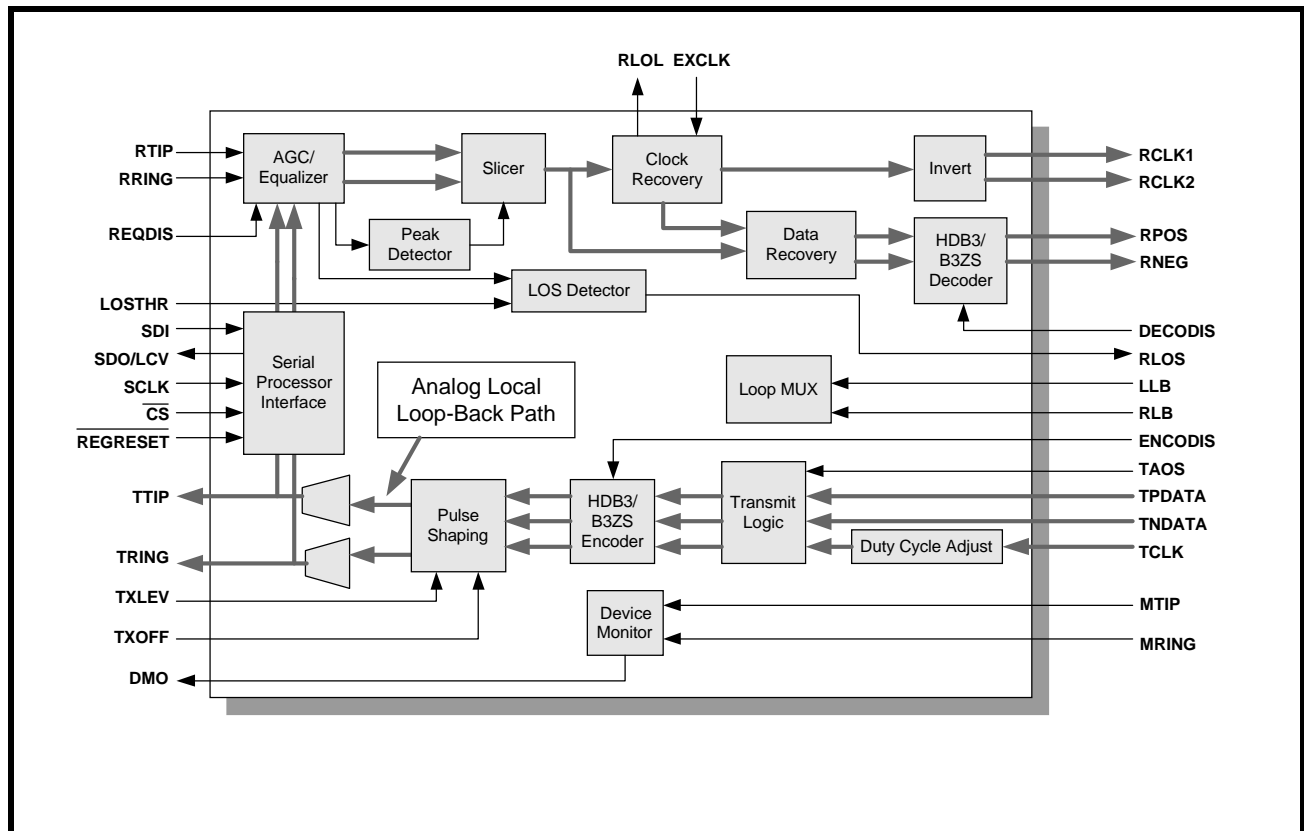 RLOL EXCLK
RTIP
RRING
REQDIS
LOSTHR
SDI
SDO/LCV
SCLK
CS
REGRESET
TTIP
TRING
TXLEV
TXOFF
DMO
AGC/
Equalizer
Slicer
Clock
Recovery
Invert
Peak
Detector
Data
Recovery
HDB3/
B3ZS
Decoder
LOS Detector
Serial
Processor
Interface
Analog Local
Loop-Back Path
Loop MUX
Pulse
Shaping
HDB3/
B3ZS
Encoder
Transmit
Logic
Duty Cycle Adjust
Device
Monitor
RCLK1
RCLK2
RPOS
RNEG
DECODIS
RLOS
LLB
RLB
ENCODIS
TAOS
TPDATA
TNDATA
TCLK
MTIP
MRING